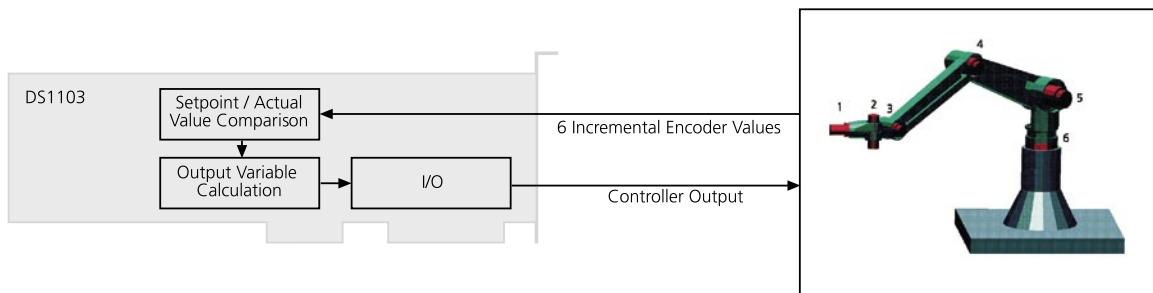 DS1103
Setpoint / Actual
Value Comparison
Output Variable
Calculation
I/O
6 Incremental Encoder Values
Controller Output
1
2
3
4
5
6